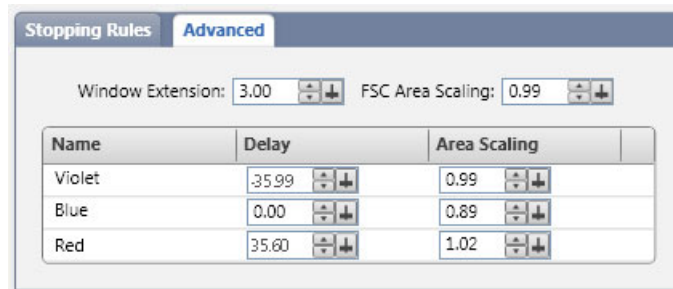 Stopping Rules Advanced
Window Extension: 3.00 FSC Area Scaling: 0.99
Name Delay Area Scaling
Violet -35.99 0.99
Blue 0.00 0.89
Red 35.60 1.02